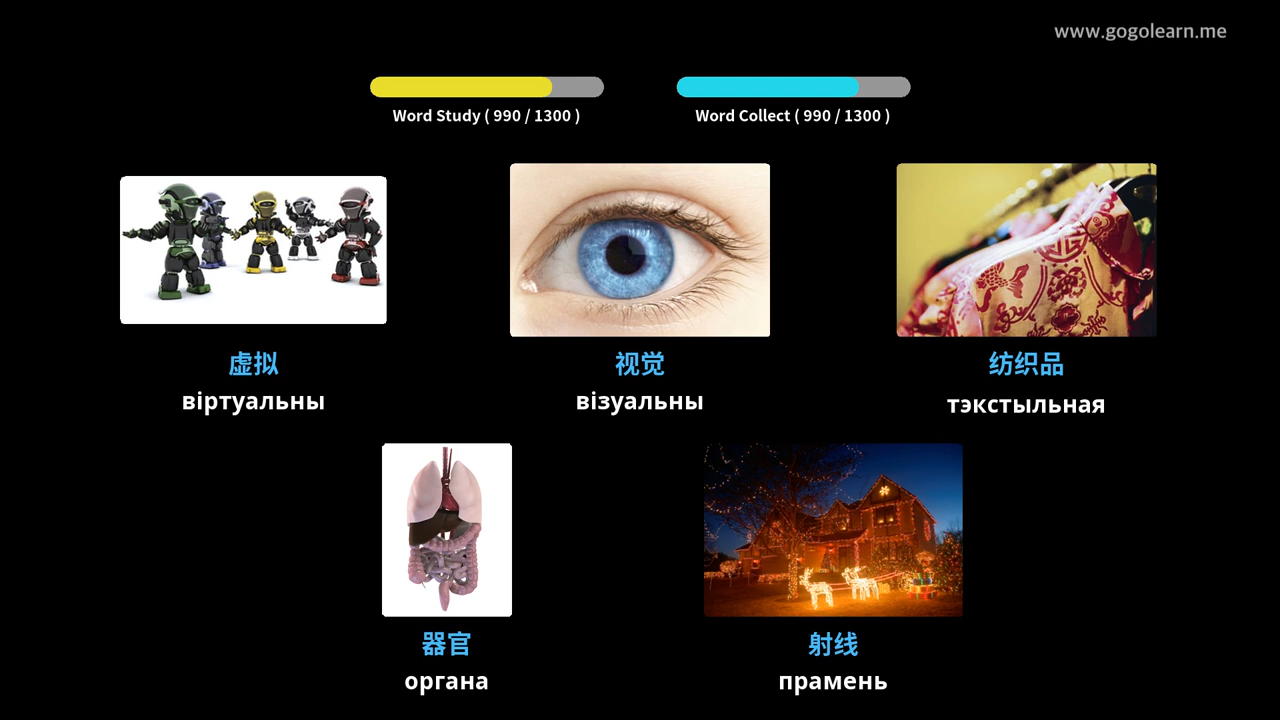 www.gogolearn.me
Word Study ( 990 / 1300 )
Word Collect ( 990 / 1300 )
虚拟
віртуальны
视觉
візуальны
纺织品
тэкстыльная
器官
органа
射线
прамень